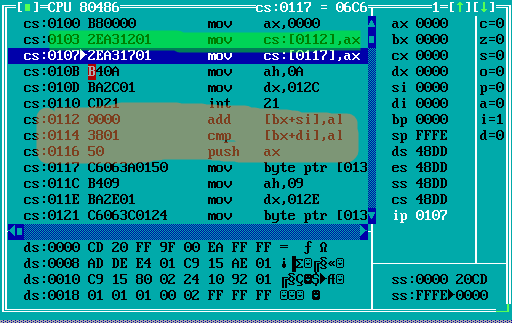 [■]=CPU 80486 cs:0117 = 06C6 1=[↑][↓]
cs:0100 B80000 mov ax,0000 ax 0000 c=0
cs:0103 2EA31201 mov cs:[0112],ax bx 0000 z=0
cs:0107▶2EA31701 mov cs:[0117],ax cx 0000 s=0
cs:010B B40A mov ah,0A dx 0000 o=0
cs:010D BA2C01 mov dx,012C si 0000 p=0
cs:0110 CD21 int 21 di 0000 a=0
cs:0112 0000 add [bx+si],al bp 0000 i=1
cs:0114 3801 cmp [bx+di],al sp FFFE d=0
cs:0116 50 push ax ds 48DD
cs:0117 C6063A0150 mov byte ptr [013 es 48DD
cs:011C B409 mov ah,09 ss 48DD
cs:011E BA2E01 mov dx,012E cs 48DD
cs:0121 C6063C0124 mov byte ptr [013 ip 0107
ds:0000 CD 20 FF 9F 00 EA FF FF = ƒ Ω
ds:0008 AD DE E4 01 C9 15 AE 01
ds:0010 C9 15 80 02 24 10 92 01 ss:0000 20CD
ds:0018 01 01 01 00 02 FF FF FF ss:FFFE▶0000